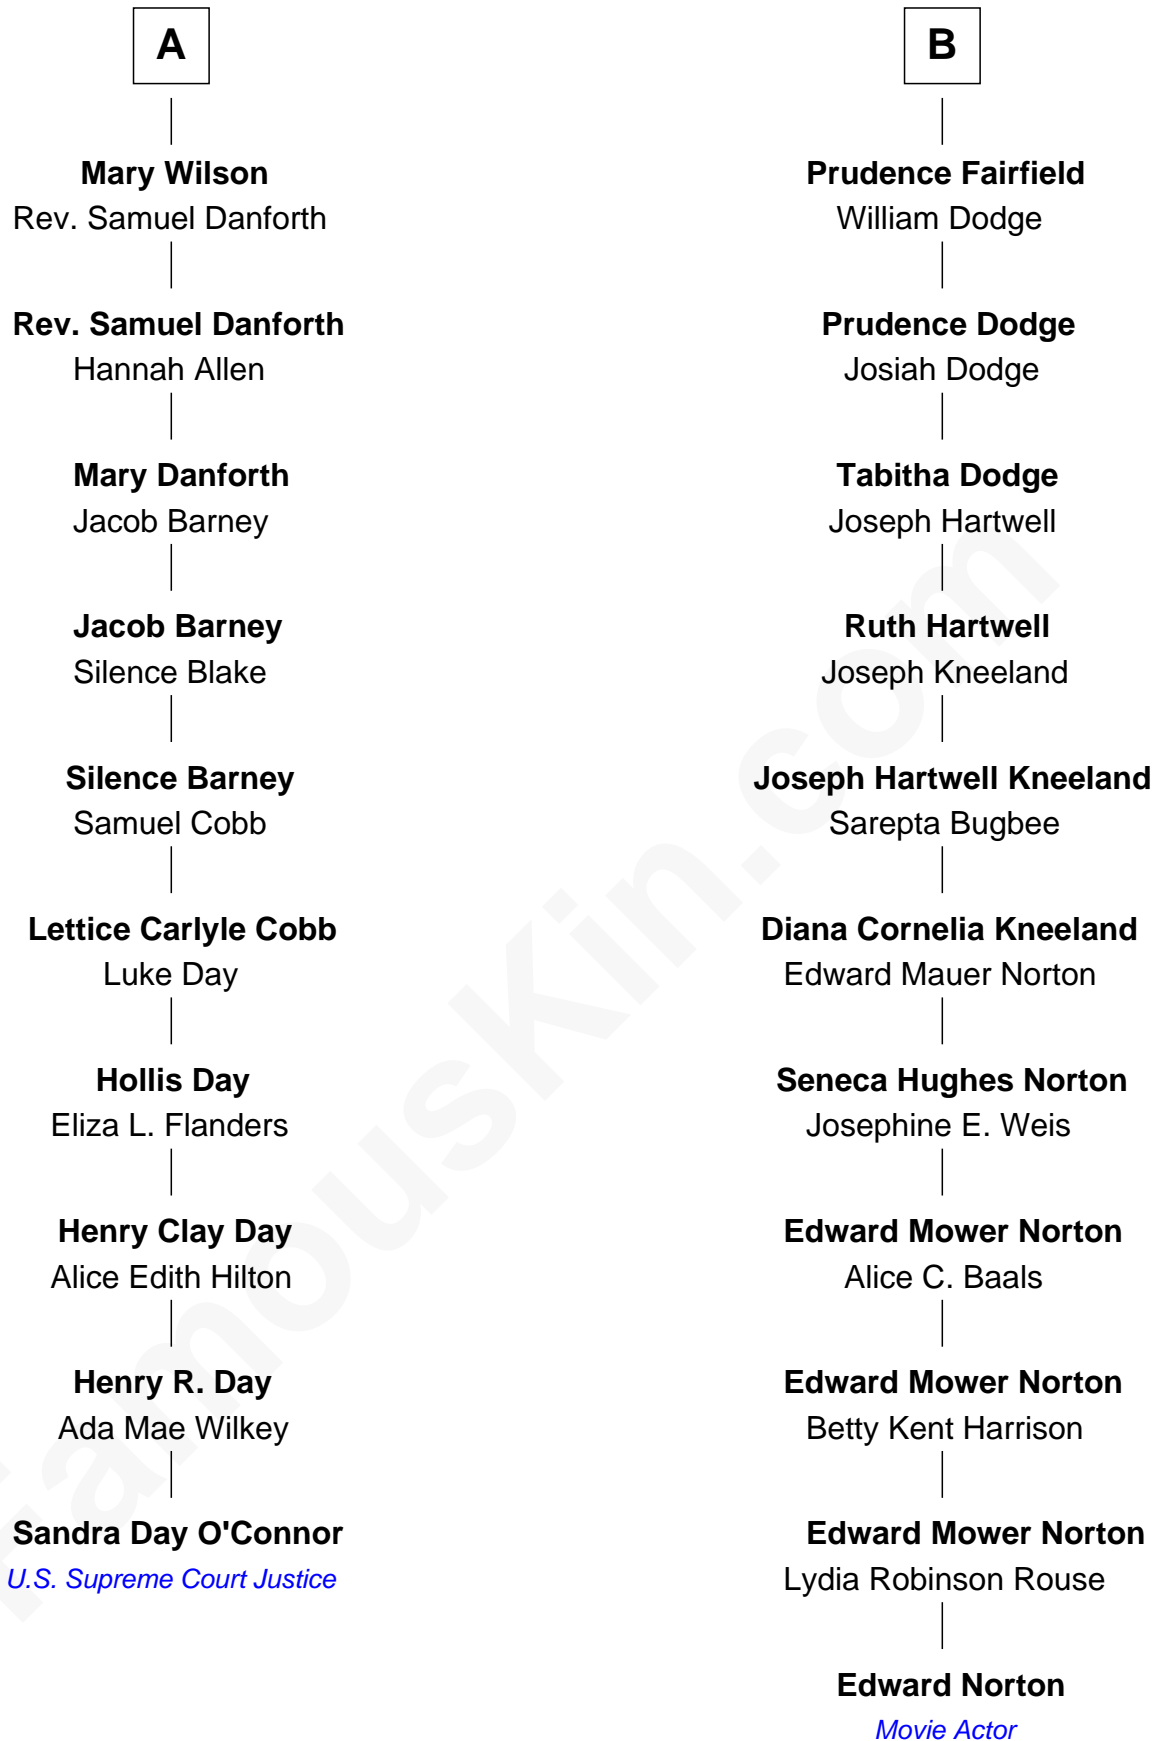 A
Mary Wilson
Rev. Samuel Danforth
Rev. Samuel Danforth
Hannah Allen
Mary Danforth
Jacob Barney
Jacob Barney
Silence Blake
Silence Barney
Samuel Cobb
Lettice Carlyle Cobb
Luke Day
Hollis Day
Eliza L. Flanders
Henry Clay Day
Alice Edith Hilton
Henry R. Day
Ada Mae Wilkey
Sandra Day O'Connor
U.S. Supreme Court Justice
B
Prudence Fairfield
William Dodge
Prudence Dodge
Josiah Dodge
Tabitha Dodge
Joseph Hartwell
Ruth Hartwell
Joseph Kneeland
Joseph Hartwell Kneeland
Sarepta Bugbee
Diana Cornelia Kneeland
Edward Mauer Norton
Seneca Hughes Norton
Josephine E. Weis
Edward Mower Norton
Alice C. Baals
Edward Mower Norton
Betty Kent Harrison
Edward Mower Norton
Lydia Robinson Rouse
Edward Norton
Movie Actor
FamousKin.com